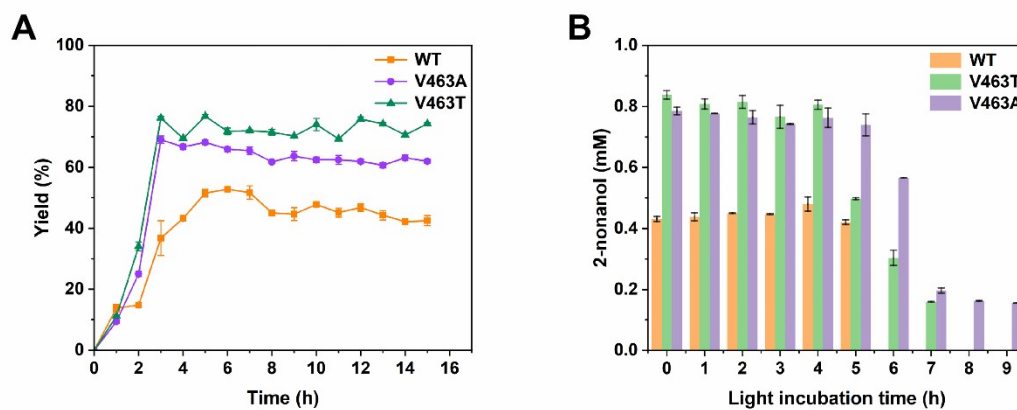 A
100
80
60
40
20
0
Yield (%)
WT
V463A
V463T
0 2 4 6 8 10 12 14 16
Time (h)
B
1.0
0.8
0.6
0.4
0.2
0.0
2-nonanol (mM)
WT
V463T
V463A
0 1 2 3 4 5 6 7 8 9
Light incubation time (h)